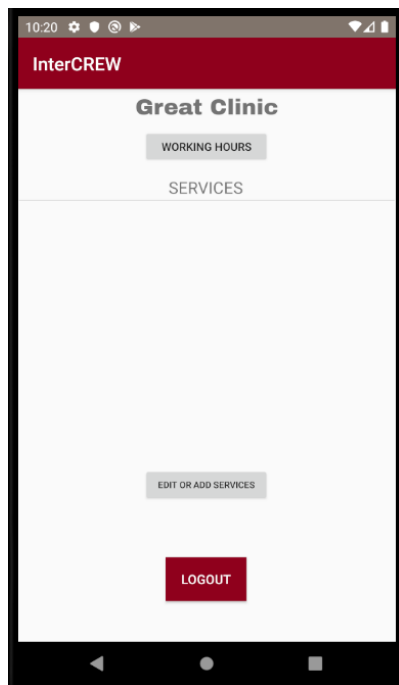 10:20
InterCREW
Great Clinic
WORKING HOURS
SERVICES
EDIT OR ADD SERVICES
LOGOUT